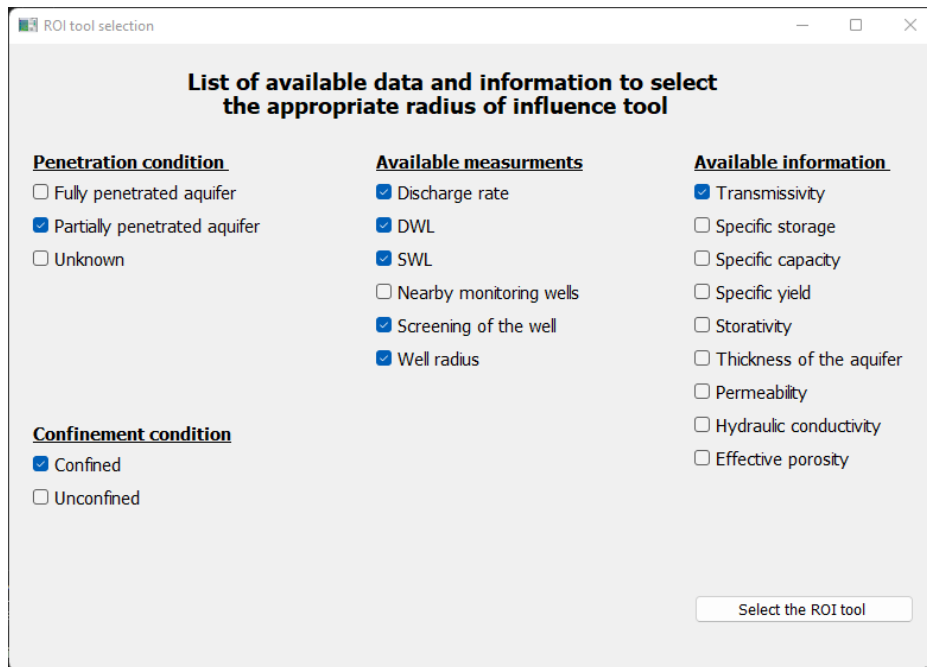 ROI tool selection
List of available data and information to select
the appropriate radius of influence tool
Penetration condition
Fully penetrated aquifer
Partially penetrated aquifer
Unknown
Confinement condition
Confined
Unconfined
Available measurments
Discharge rate
DWL
SWL
Nearby monitoring wells
Screening of the well
Well radius
Available information
Transmissivity
Specific storage
Specific capacity
Specific yield
Storativity
Thickness of the aquifer
Permeability
Hydraulic conductivity
Effective porosity
Select the ROI tool